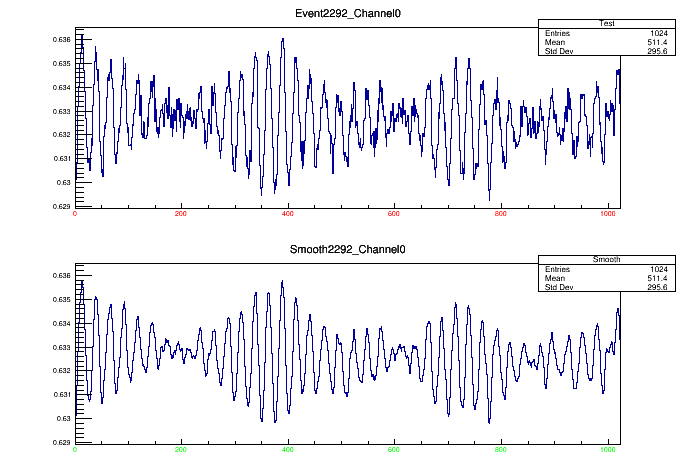 Event2292_Channel0
Test
Entries 1024
Mean 511.4
Std Dev 295.6
0.636
0.635
0.634
0.633
0.632
0.631
0.63
0.629
0 200 400 600 800 1000
Smooth2292_Channel0
Smooth
Entries 1024
Mean 511.4
Std Dev 295.6
0.636
0.635
0.634
0.633
0.632
0.631
0.63
0.629
0 200 400 600 800 1000